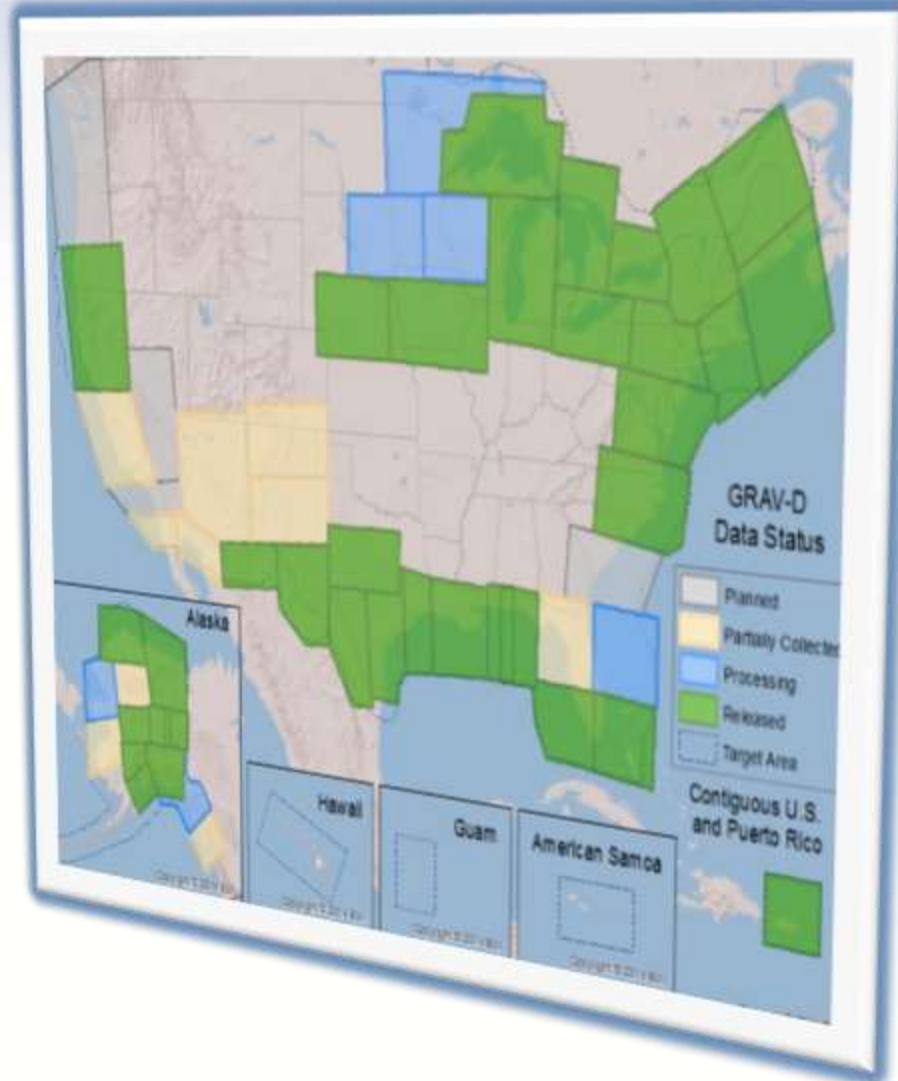 GRAV-D
Data Status
Planned
Partially Collected
Processing
Released
Target Area
Alaska
Hawaii
Guam
American Samoa
Contiguous U.S.
and Puerto Rico